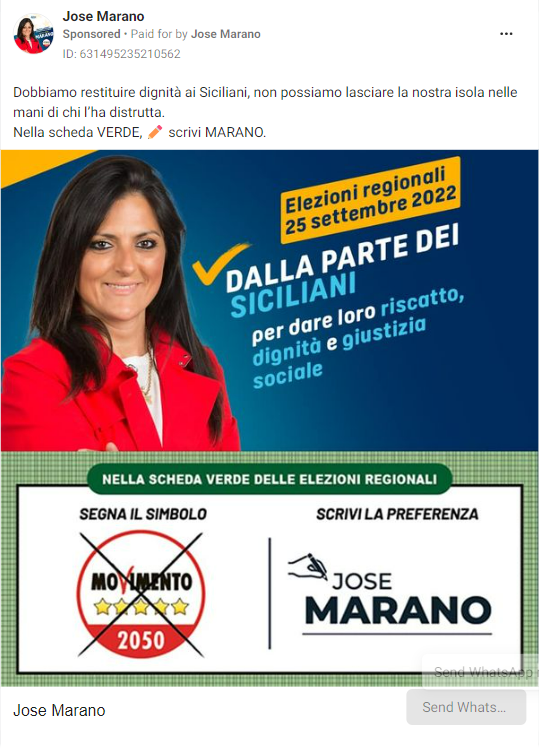 Jose Marano
Sponsored • Paid for by Jose Marano
ID: 631495235210562
Dobbiamo restituire dignità ai Siciliani, non possiamo lasciare la nostra isola nelle
mani di chi l'ha distrutta.
Nella scheda VERDE, ✏️ scrivi MARANO.
Elezioni regionali
25 settembre 2022
DALLA PARTE DEI
SICILIANI
per dare loro riscatto,
dignità e giustizia
sociale
NELLA SCHEDA VERDE DELLE ELEZIONI REGIONALI
SEGNA IL SIMBOLO
MOVIMENTO
2050
SCRIVI LA PREFERENZA
JOSE
MARANO
Send WhatsApp
Jose Marano
Send Whats...